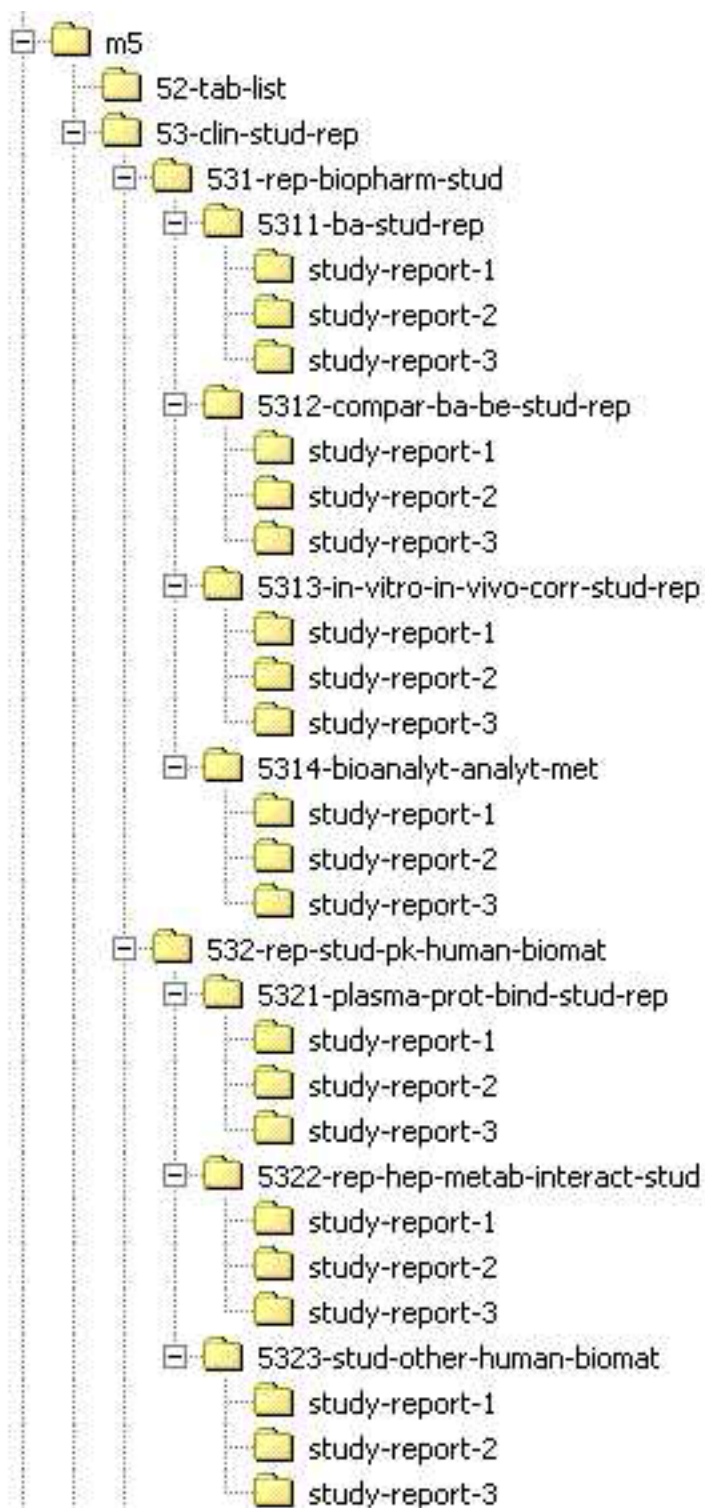 m5
52-tab-list
53-clin-stud-rep
531-rep-biopharm-stud
5311-ba-stud-rep
study-report-1
study-report-2
study-report-3
5312-compar-ba-be-stud-rep
study-report-1
study-report-2
study-report-3
5313-in-vitro-in-vivo-corr-stud-rep
study-report-1
study-report-2
study-report-3
5314-bioanalyt-analyt-met
study-report-1
study-report-2
study-report-3
532-rep-stud-pk-human-biomat
5321-plasma-prot-bind-stud-rep
study-report-1
study-report-2
study-report-3
5322-rep-hep-metab-interact-stud
study-report-1
study-report-2
study-report-3
5323-stud-other-human-biomat
study-report-1
study-report-2
study-report-3